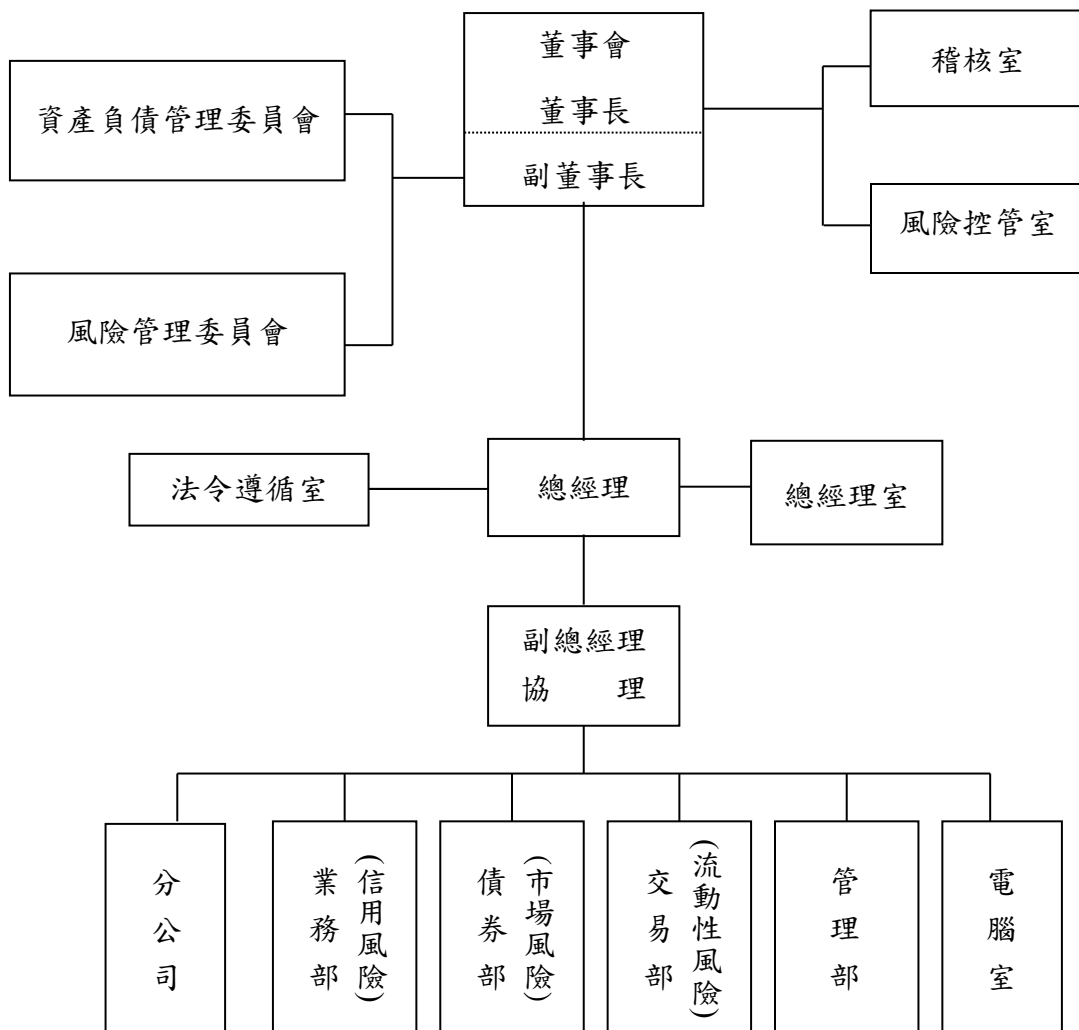 董事會
董事長
副董事長
稽核室
資產負債管理委員會
風險控管室
風險管理委員會
法令遵循室
總經理
總經理室
副總經理
協 理
分公司
業務部
(信用風險)
債券部
(市場風險)
交易部
(流動性風險)
管理部
電腦室